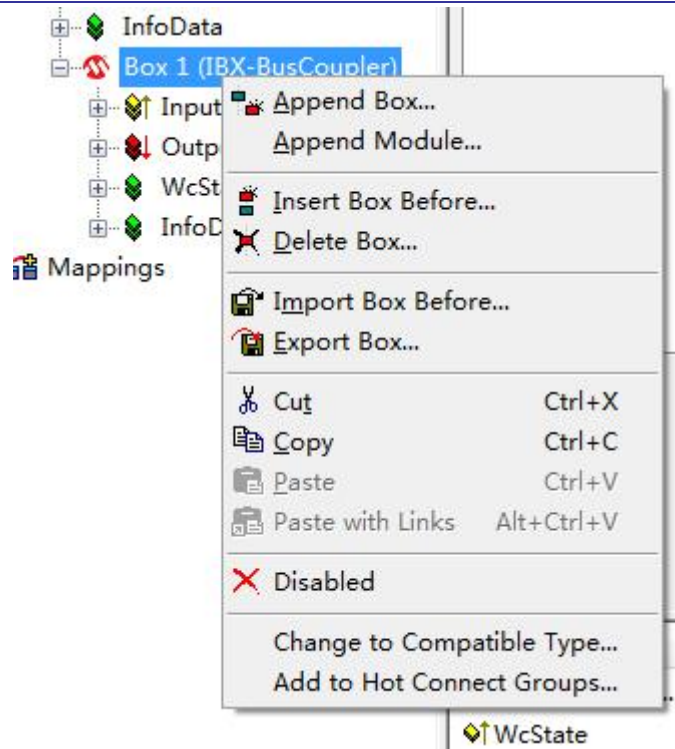 InfoData
Box 1 (IBX-BusCoupler)
Input
Append Box...
Outp
Append Module...
WcSt
Insert Box Before...
InfoD
Delete Box...
Mappings
Import Box Before...
Export Box...
Cut Ctrl+X
Copy Ctrl+C
Paste Ctrl+V
Paste with Links Alt+Ctrl+V
Disabled
Change to Compatible Type...
Add to Hot Connect Groups...
WcState